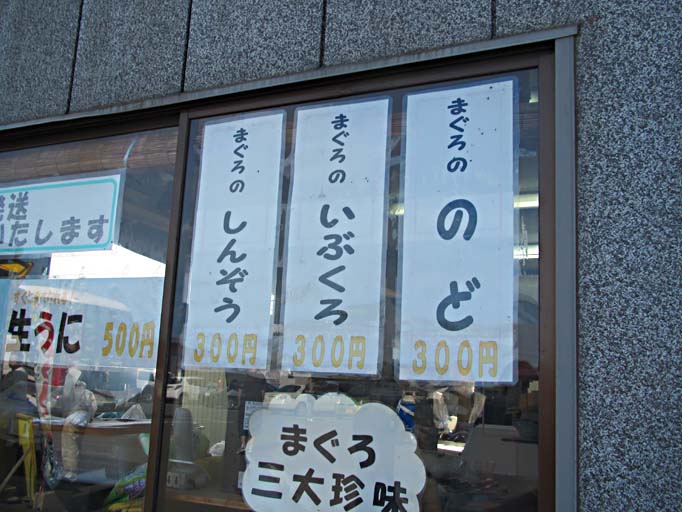 まぐろの のど
300円
まぐろの いぶくろ
300円
まぐろの しんぞう
300円
まぐろ
三大珍味
発送
いたします
生うに 500円